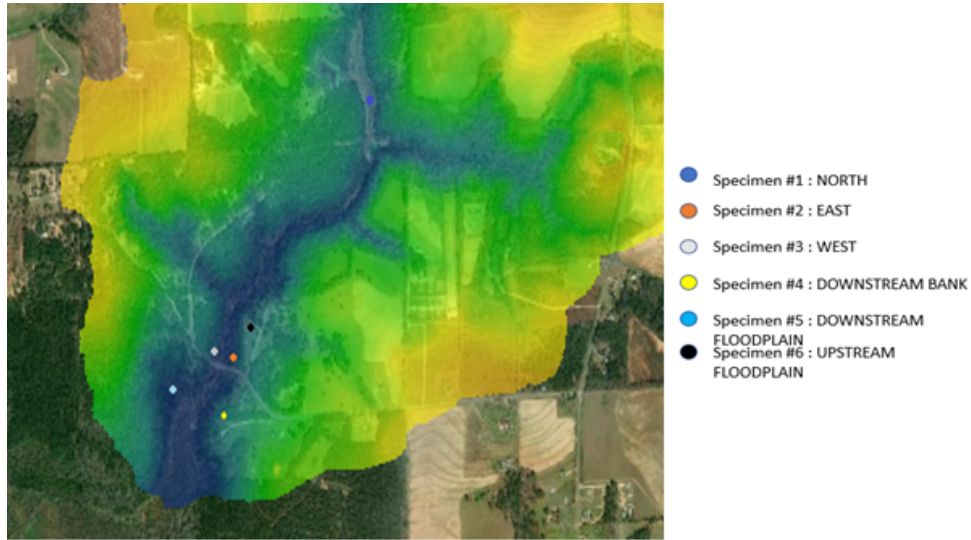 Specimen #1 : NORTH
Specimen #2 : EAST
Specimen #3 : WEST
Specimen #4 : DOWNSTREAM BANK
Specimen #5 : DOWNSTREAM
FLOODPLAIN
Specimen #6 : UPSTREAM
FLOODPLAIN